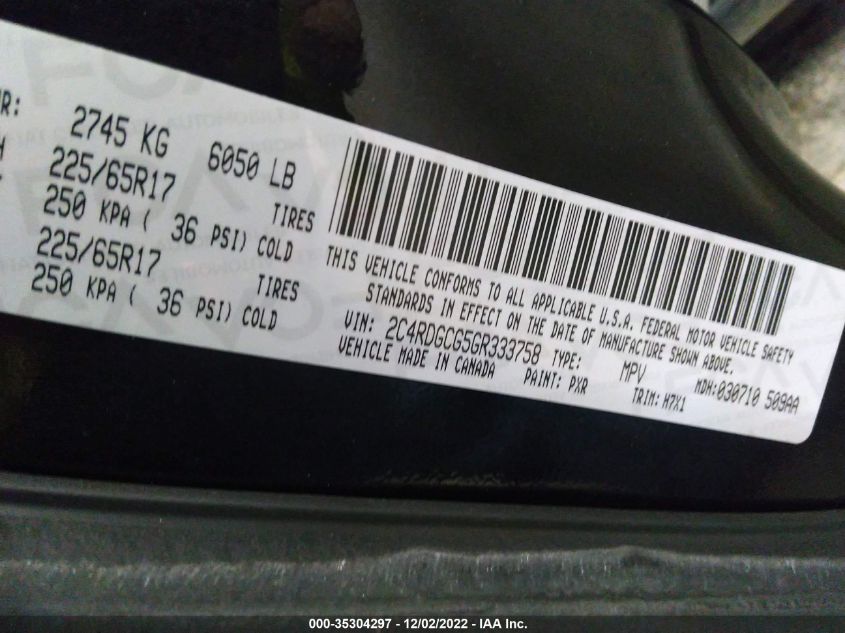 2745 KG 6050 LB
225/65R17 TIRES
250 KPA ( 36 PSI) COLD
225/65R17 TIRES
250 KPA ( 36 PSI) COLD
THIS VEHICLE CONFORMS TO ALL APPLICABLE U.S.A. FEDERAL MOTOR VEHICLE SAFETY
STANDARDS IN EFFECT ON THE DATE OF MANUFACTURE SHOWN ABOVE.
VIN: 2C4RDGCG5GR333758 TYPE: MPV MDH:030710 509AA
VEHICLE MADE IN CANADA PAINT: PXR TRIM: H7X1
000-35304297 - 12/02/2022 - IAA Inc.